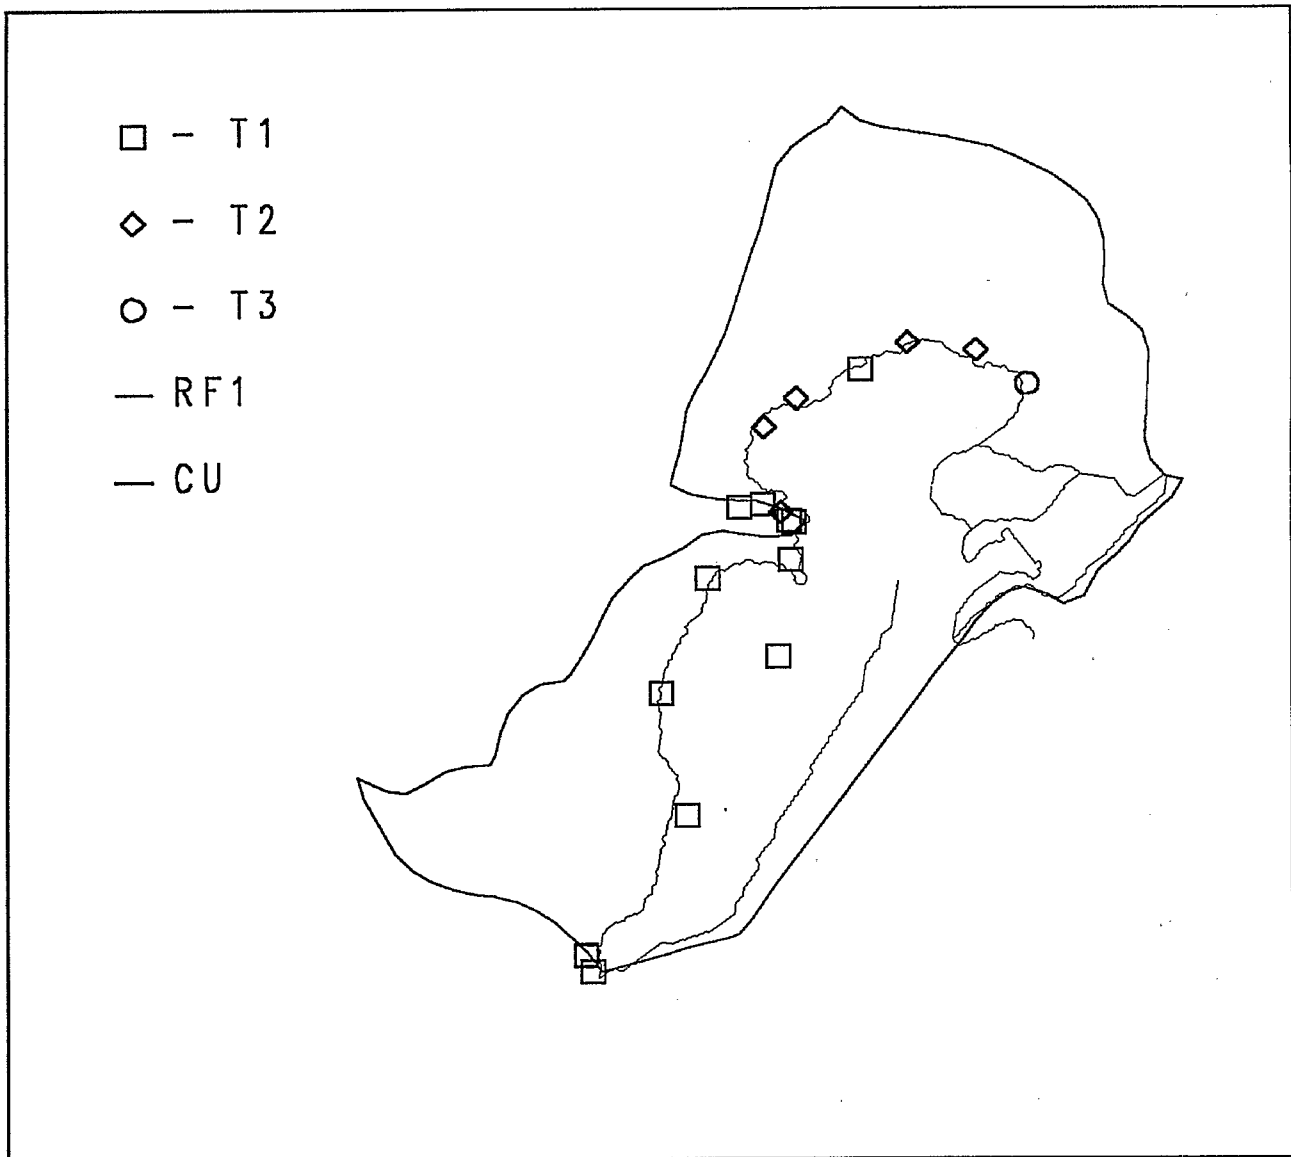 □ - T1
◇ - T2
○ - T3
— RF1
— CU